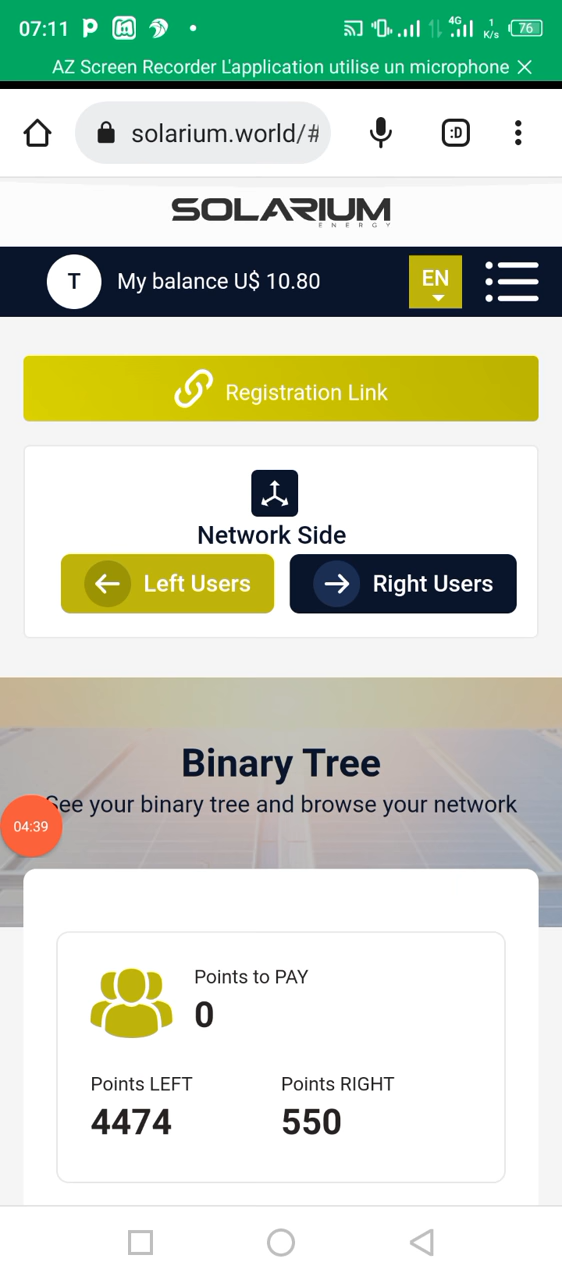 07:11
4G 1 K/s 76
AZ Screen Recorder L'application utilise un microphone
solarium.world/#
:D
SOLARIUM
ENERGY
T My balance U$ 10.80 EN
Registration Link
Network Side
Left Users Right Users
Binary Tree
See your binary tree and browse your network
04:39
Points to PAY
0
Points LEFT Points RIGHT
4474 550